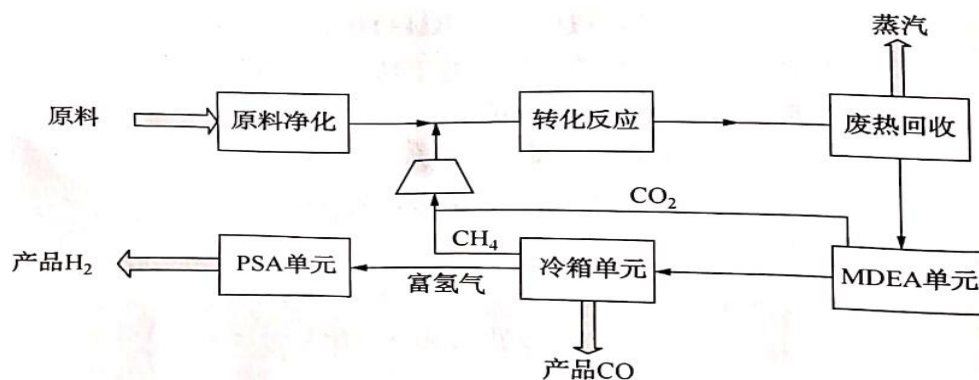 蒸汽
原料
原料净化
转化反应
废热回收
CO₂
CH₄
产品H₂
PSA单元
富氢气
冷箱单元
MDEA单元
产品CO